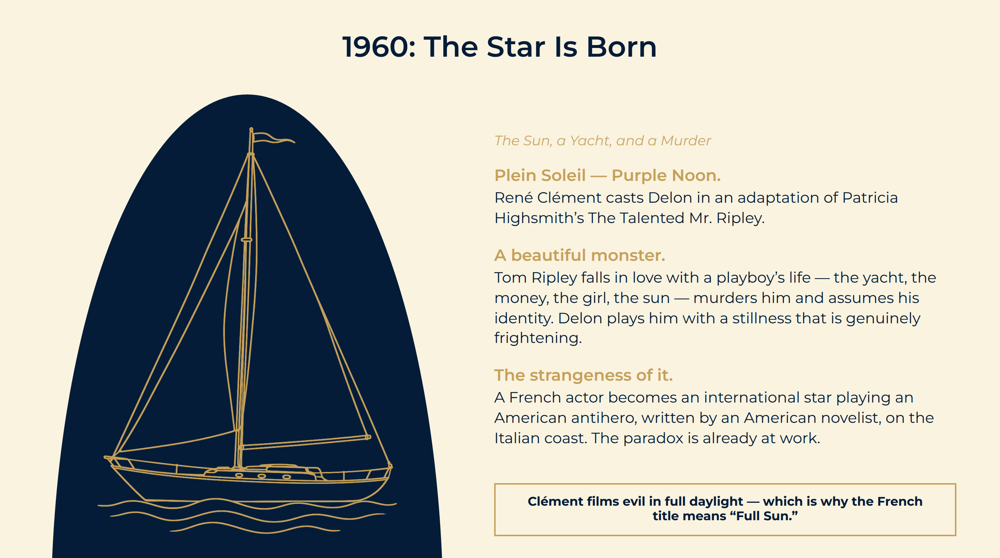 1960: The Star Is Born
The Sun, a Yacht, and a Murder
Plein Soleil — Purple Noon.
René Clément casts Delon in an adaptation of Patricia
Highsmith’s The Talented Mr. Ripley.
A beautiful monster.
Tom Ripley falls in love with a playboy’s life — the yacht, the
money, the girl, the sun — murders him and assumes his
identity. Delon plays him with a stillness that is genuinely
frightening.
The strangeness of it.
A French actor becomes an international star playing an
American antihero, written by an American novelist, on the
Italian coast. The paradox is already at work.
Clément films evil in full daylight — which is why the French
title means “Full Sun.”